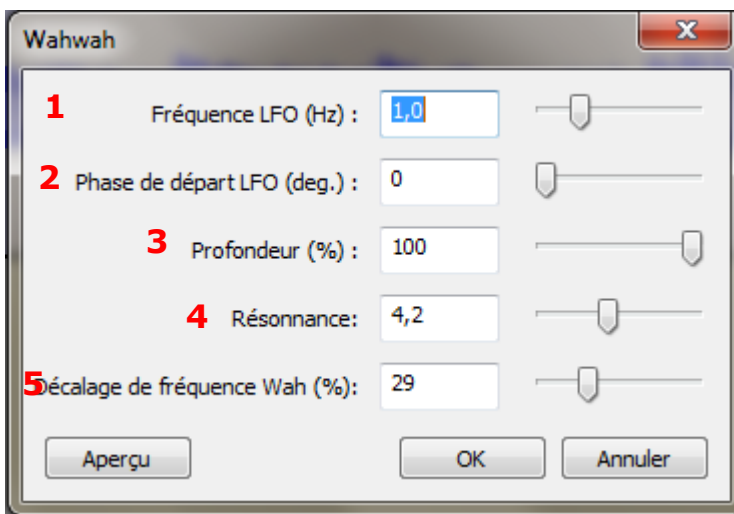 Wahwah
1 Fréquence LFO (Hz) : 1,0
2 Phase de départ LFO (deg.) : 0
3 Profondeur (%) : 100
4 Résonnance: 4,2
5 Décalage de fréquence Wah (%): 29
Aperçu OK Annuler